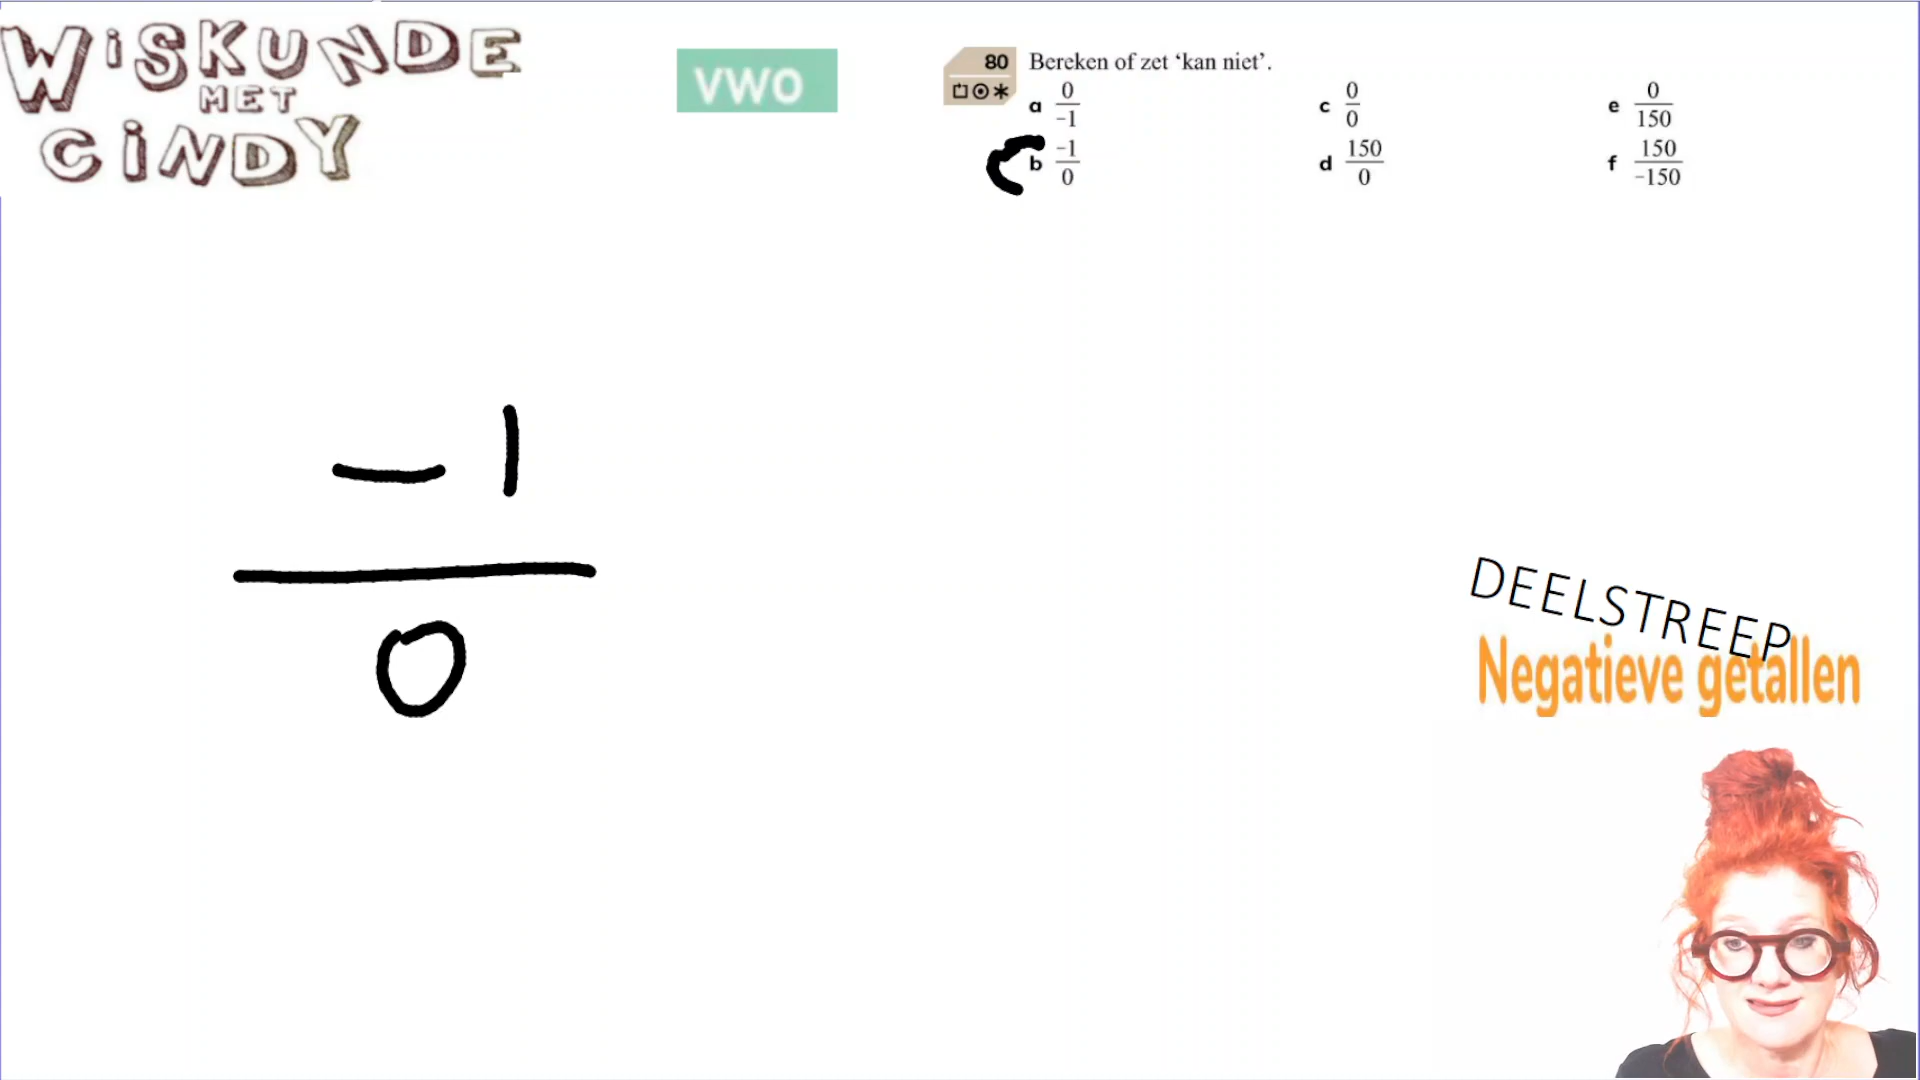 WiSKUNDE
MET
CiNDY
VWO
80 Bereken of zet ‘kan niet’.
a 0/-1 c 0/0 e 0/150
b -1/0 d 150/0 f 150/-150
-1
0
DEELSTREEP
Negatieve getallen